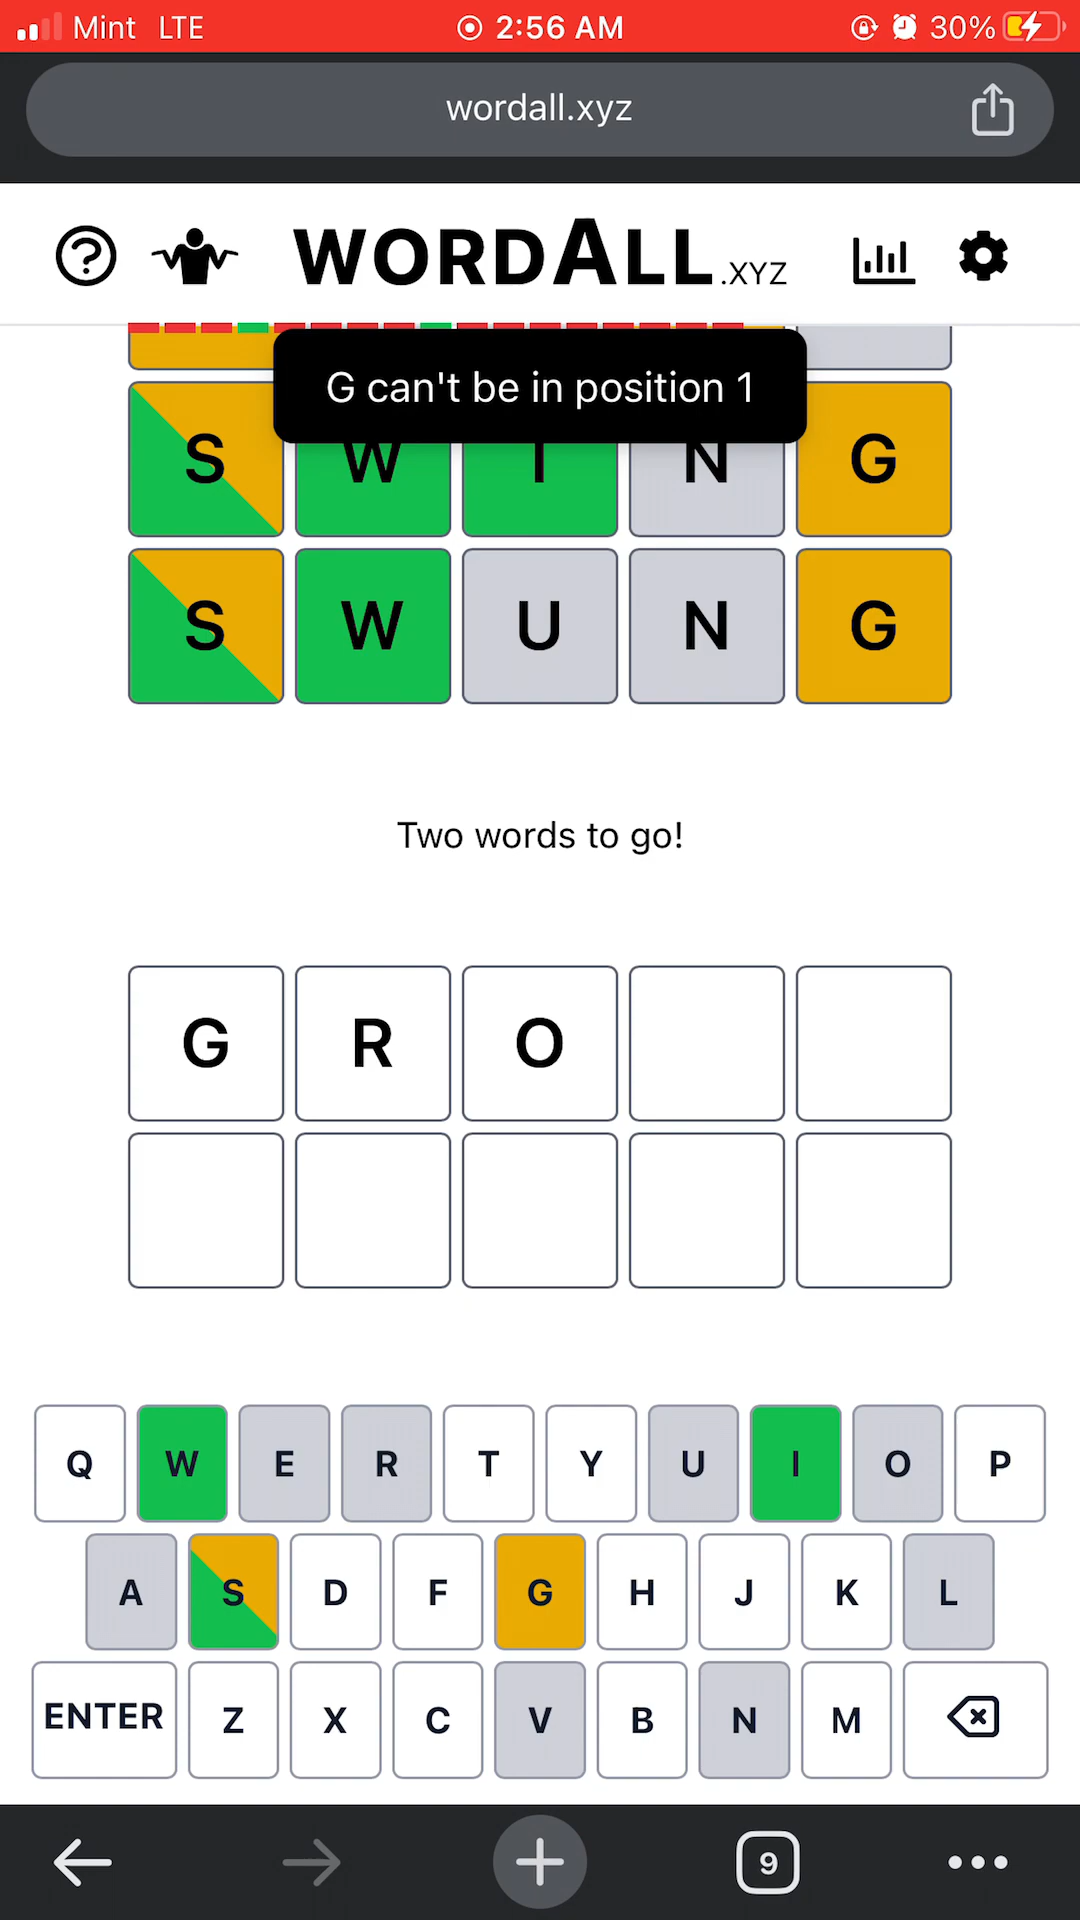 Mint LTE 2:56 AM 30%
wordall.xyz
WORDALL.XYZ
G can't be in position 1
S W I N G
S W U N G
Two words to go!
G R O
Q W E R T Y U I O P
A S D F G H J K L
ENTER Z X C V B N M
9